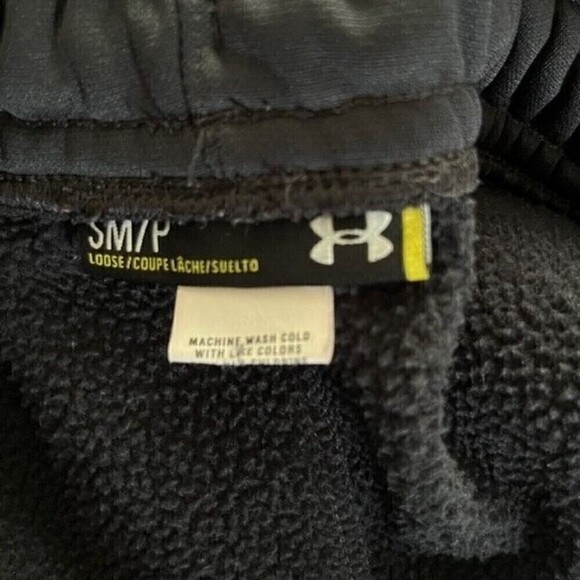 SM/P
LOOSE/COUPE LÂCHE/SUELTO
MACHINE WASH COLD
WITH LIKE COLORS